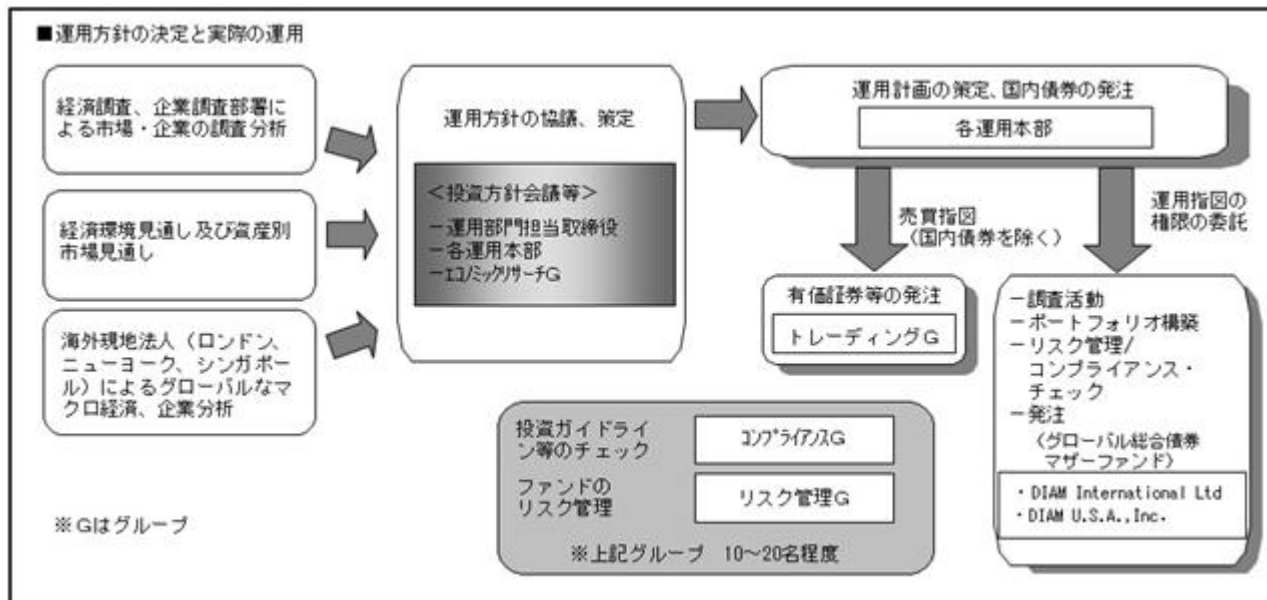 ■運用方針の決定と実際の運用
経済調査、企業調査部署に
よる市場・企業の調査分析
経済環境見通し及び資産別
市場見通し
海外現地法人（ロンドン、
ニューヨーク、シンガポー
ル）によるグローバルなマ
クロ経済、企業分析
運用方針の協議、策定
＜投資方針会議等＞
－運用部門担当取締役
－各運用本部
－ｴｺﾉﾐｯｸﾘｻｰﾁG
運用計画の策定、国内債券の発注
各運用本部
売買指図
（国内債券を除く）
運用指図の
権限の委託
有価証券等の発注
トレーディングG
－調査活動
－ポートフォリオ構築
－リスク管理/
コンプライアンス・
チェック
－発注
（グローバル総合債券
マザーファンド）
・DIAM International Ltd
・DIAM U.S.A.,Inc.
投資ガイドライ
ン等のチェック
ｺﾝﾌﾟﾗｲｱﾝｽG
ファンドの
リスク管理
リスク管理G
※上記グループ　10～20名程度
※Gはグループ